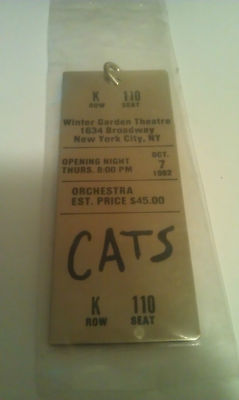 K 110
ROW SEAT
Winter Garden Theatre
1634 Broadway
New York City, NY
OPENING NIGHT
THURS. 6:00 PM
OCT.
7
1982
ORCHESTRA
EST. PRICE $45.00
CATS
K 110
ROW SEAT